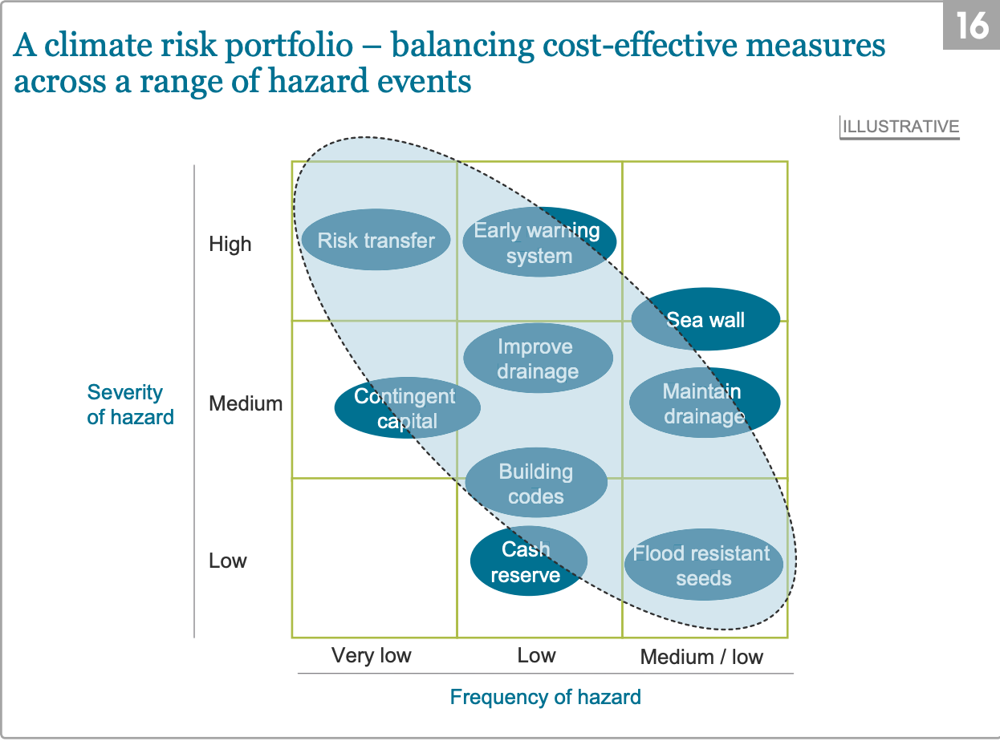 16
A climate risk portfolio – balancing cost-effective measures
across a range of hazard events
ILLUSTRATIVE
Severity
of hazard
High
Medium
Low
Risk transfer
Early warning
system
Sea wall
Improve
drainage
Contingent
capital
Maintain
drainage
Building
codes
Cash
reserve
Flood resistant
seeds
Very low
Low
Medium / low
Frequency of hazard